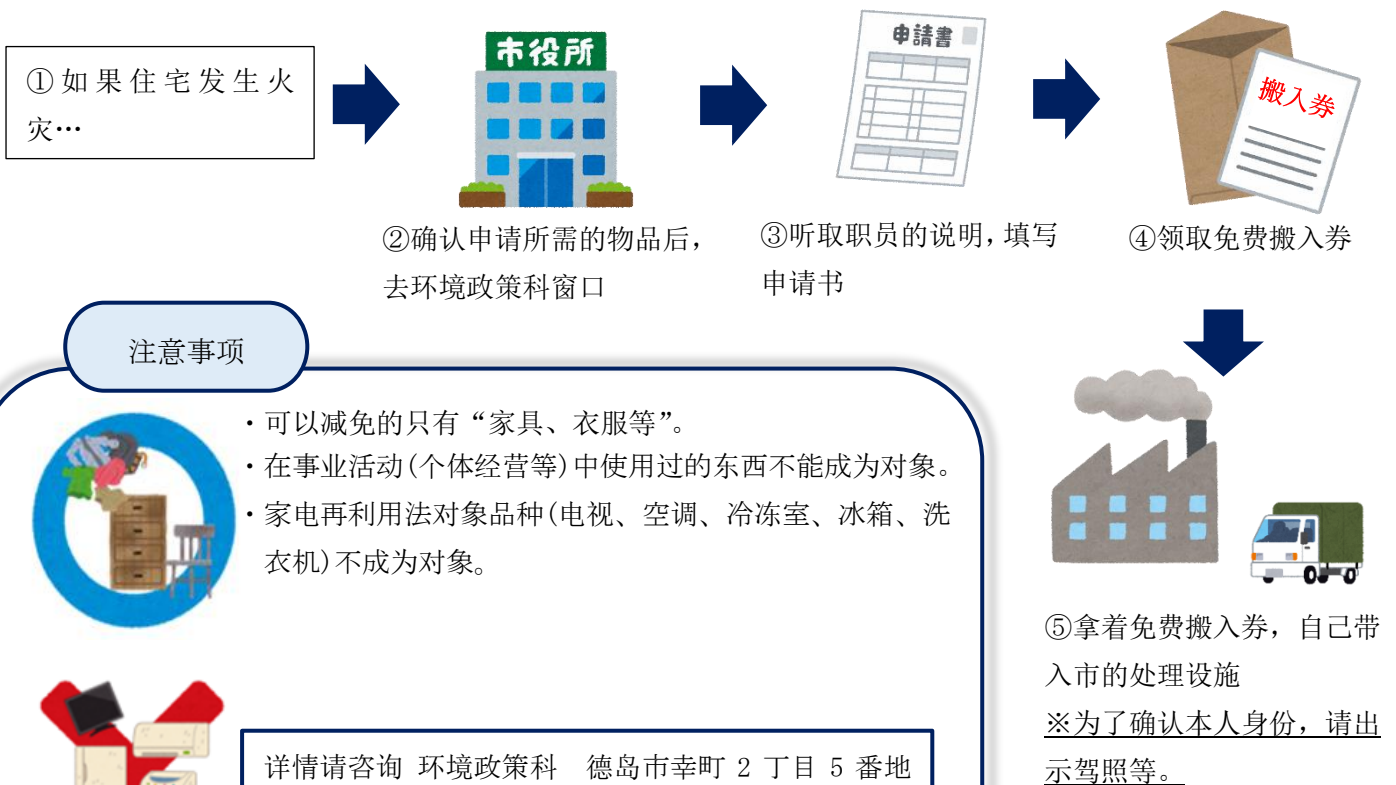 ①如果住宅发生火
灾…
市役所
②确认申请所需的物品后，
去环境政策科窗口
申請書
③听取职员的说明，填写
申请书
搬入券
④领取免费搬入券
注意事项
・可以减免的只有“家具、衣服等”。
・在事业活动(个体经营等)中使用过的东西不能成为对象。
・家电再利用法对象品种(电视、空调、冷冻室、冰箱、洗
衣机)不成为对象。
详情请咨询 环境政策科　德岛市幸町 2 丁目 5 番地
⑤拿着免费搬入券，自己带
入市的处理设施
※为了确认本人身份，请出
示驾照等。